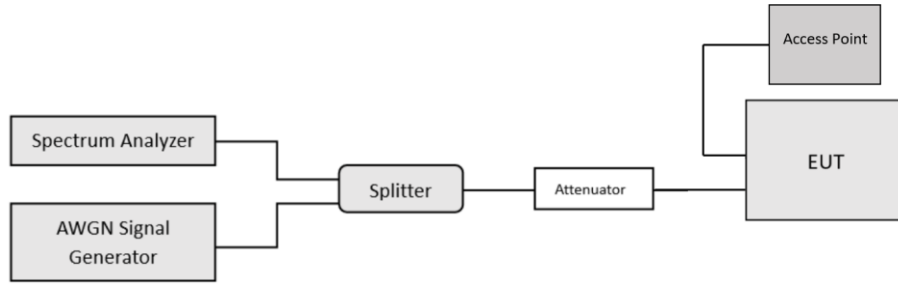 Access Point
Spectrum Analyzer
EUT
Splitter
Attenuator
AWGN Signal
Generator